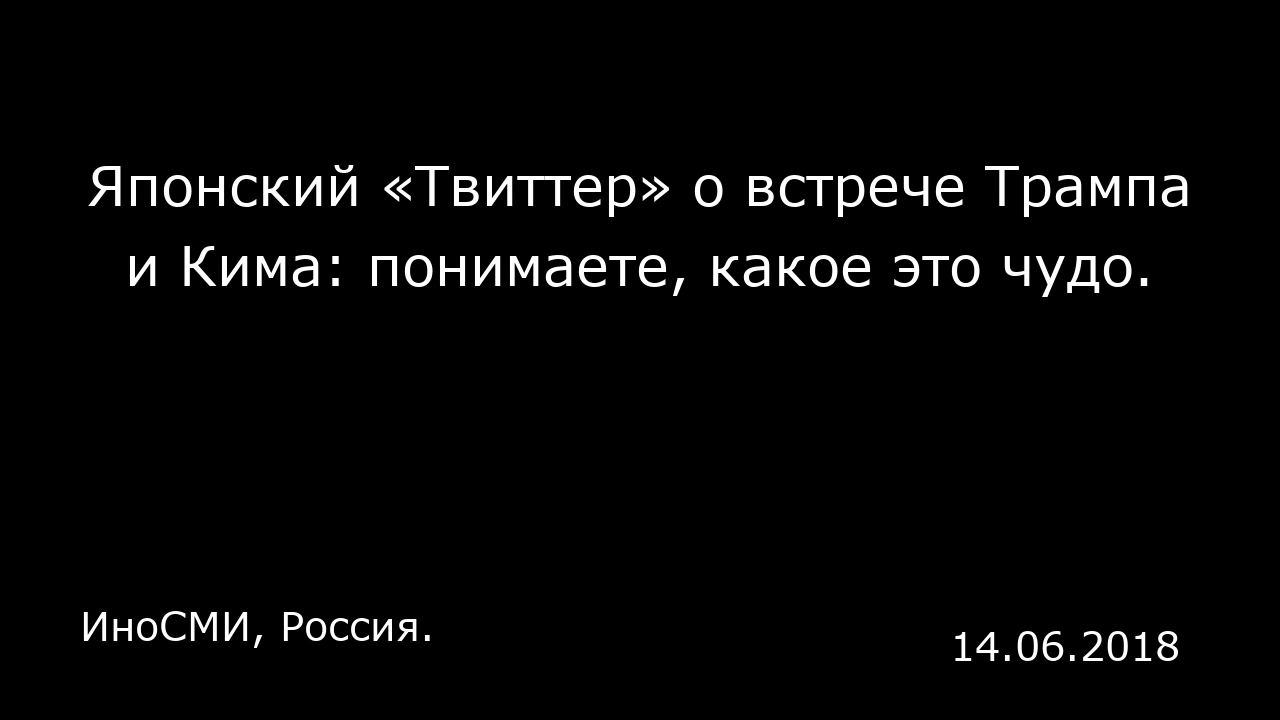 Японский «Твиттер» о встрече Трампа
и Кима: понимаете, какое это чудо.
ИноСМИ, Россия.
14.06.2018